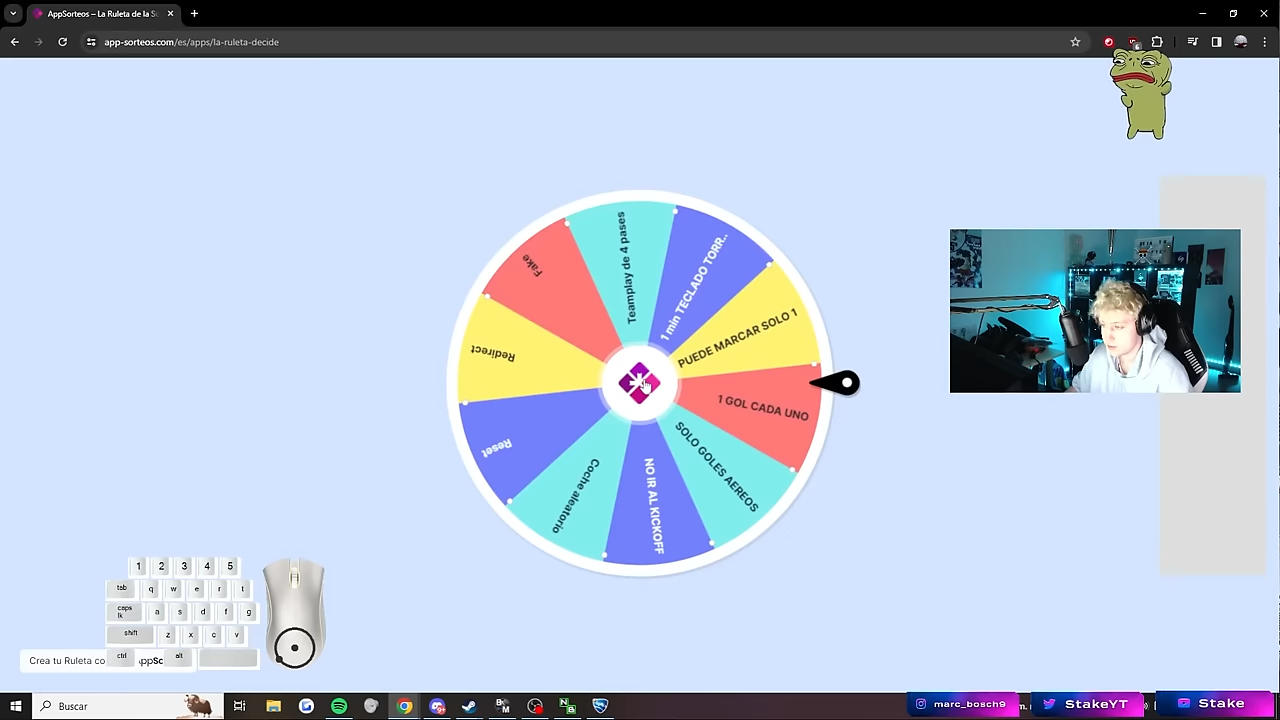 AppSorteos – La Ruleta de la Su
app-sorteos.com/es/apps/la-ruleta-decide
Teamplay de 4 pases
1 min TECLADO TORR..
PUEDE MARCAR SOLO 1
1 GOL CADA UNO
SOLO GOLES AEREOS
NO IR AL KICKOFF
Coche aleatorio
Reset
Redirect
Fake
1 2 3 4 5
tab q w e r t
caps lk a s d f g
shift z x c v
ctrl alt
Crea tu Ruleta co
Buscar
marc_bosch9
StakeYT
Stake